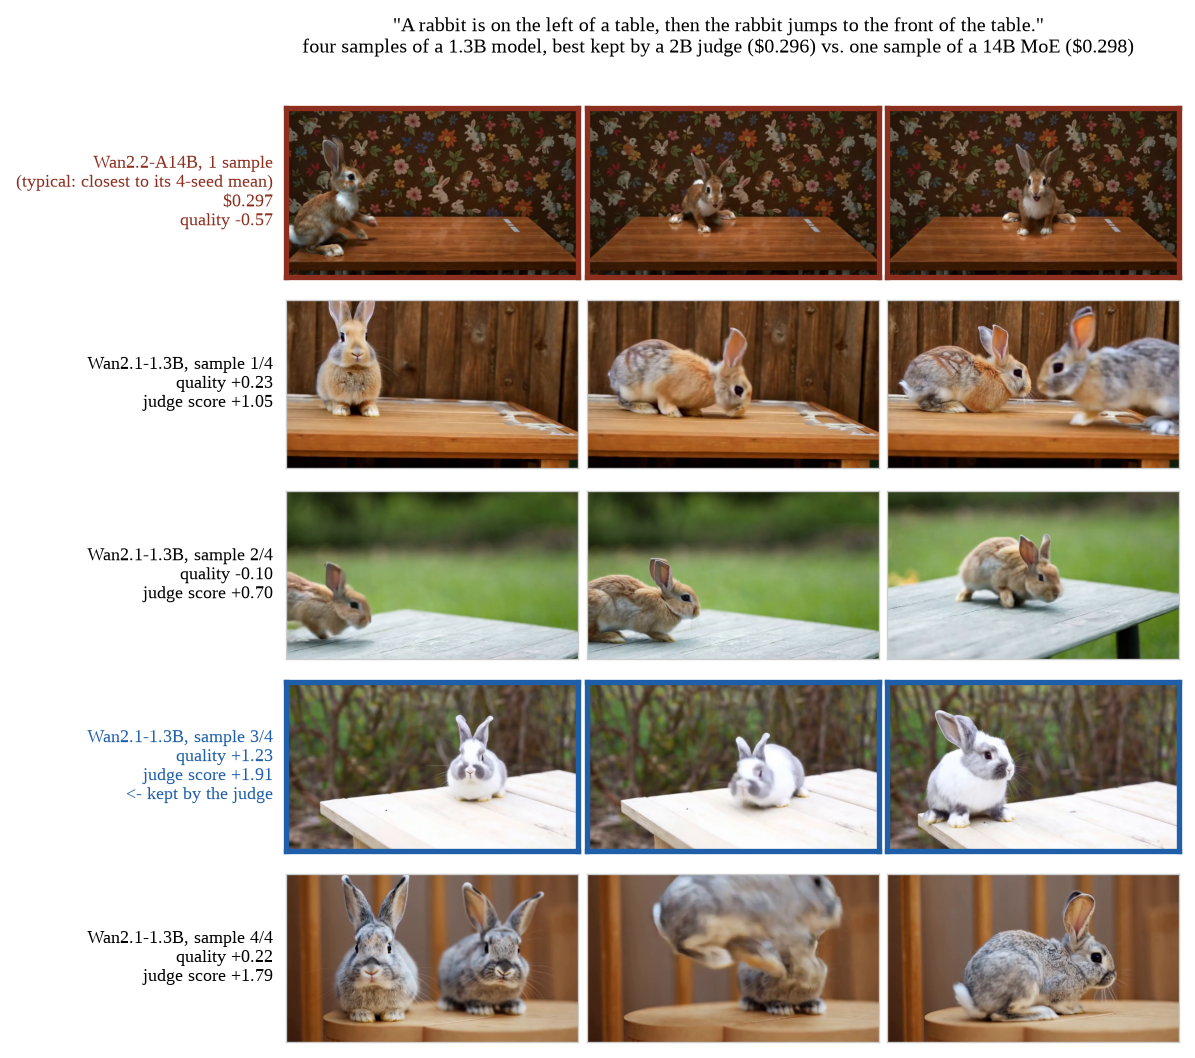 "A rabbit is on the left of a table, then the rabbit jumps to the front of the table."
four samples of a 1.3B model, best kept by a 2B judge ($0.296) vs. one sample of a 14B MoE ($0.298)
Wan2.2-A14B, 1 sample
(typical: closest to its 4-seed mean)
$0.297
quality -0.57
Wan2.1-1.3B, sample 1/4
quality +0.23
judge score +1.05
Wan2.1-1.3B, sample 2/4
quality -0.10
judge score +0.70
Wan2.1-1.3B, sample 3/4
quality +1.23
judge score +1.91
<- kept by the judge
Wan2.1-1.3B, sample 4/4
quality +0.22
judge score +1.79